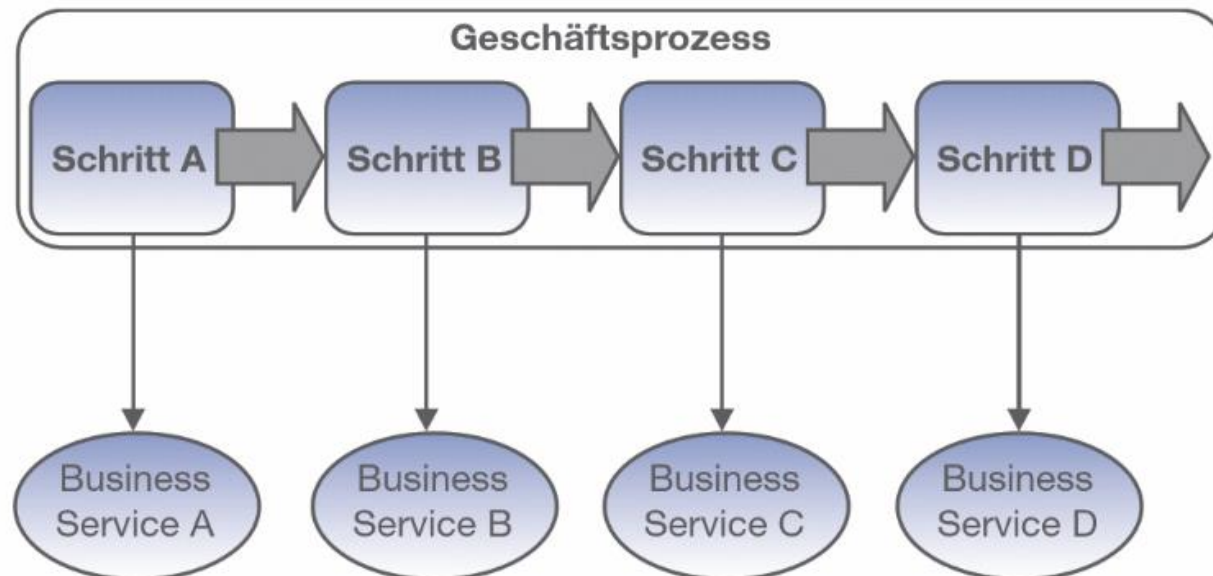 Geschäftsprozess
Schritt A
Schritt B
Schritt C
Schritt D
Business
Service A
Business
Service B
Business
Service C
Business
Service D